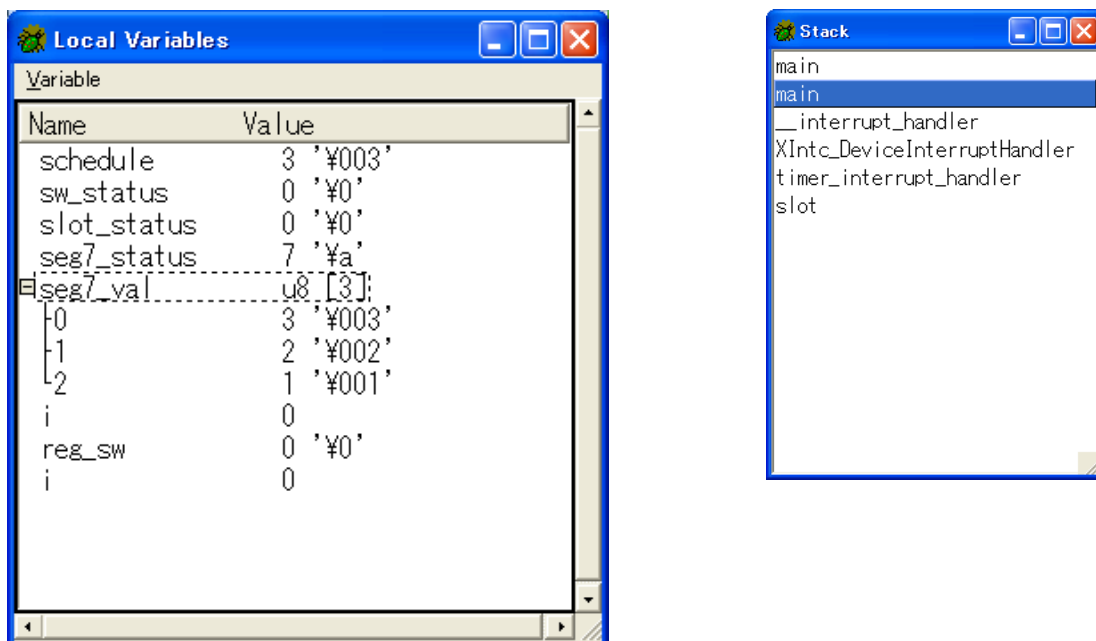 Local Variables
Variable
Name Value
schedule 3 '¥003'
sw_status 0 '¥0'
slot_status 0 '¥0'
seg7_status 7 '¥a'
seg7_val u8 [3]
0 3 '¥003'
1 2 '¥002'
2 1 '¥001'
i 0
reg_sw 0 '¥0'
i 0
Stack
main
main
__interrupt_handler
XIntc_DeviceInterruptHandler
timer_interrupt_handler
slot